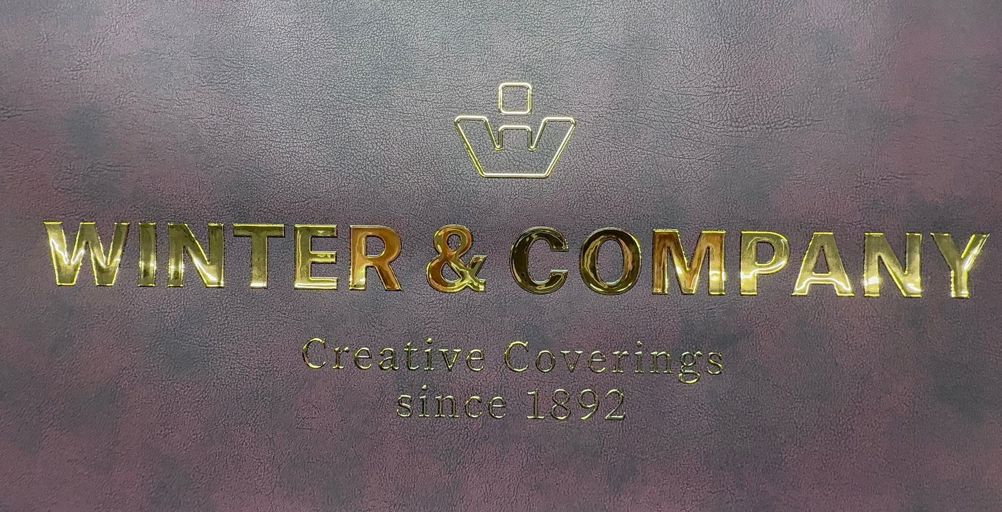 WINTER & COMPANY
Creative Coverings
since 1892